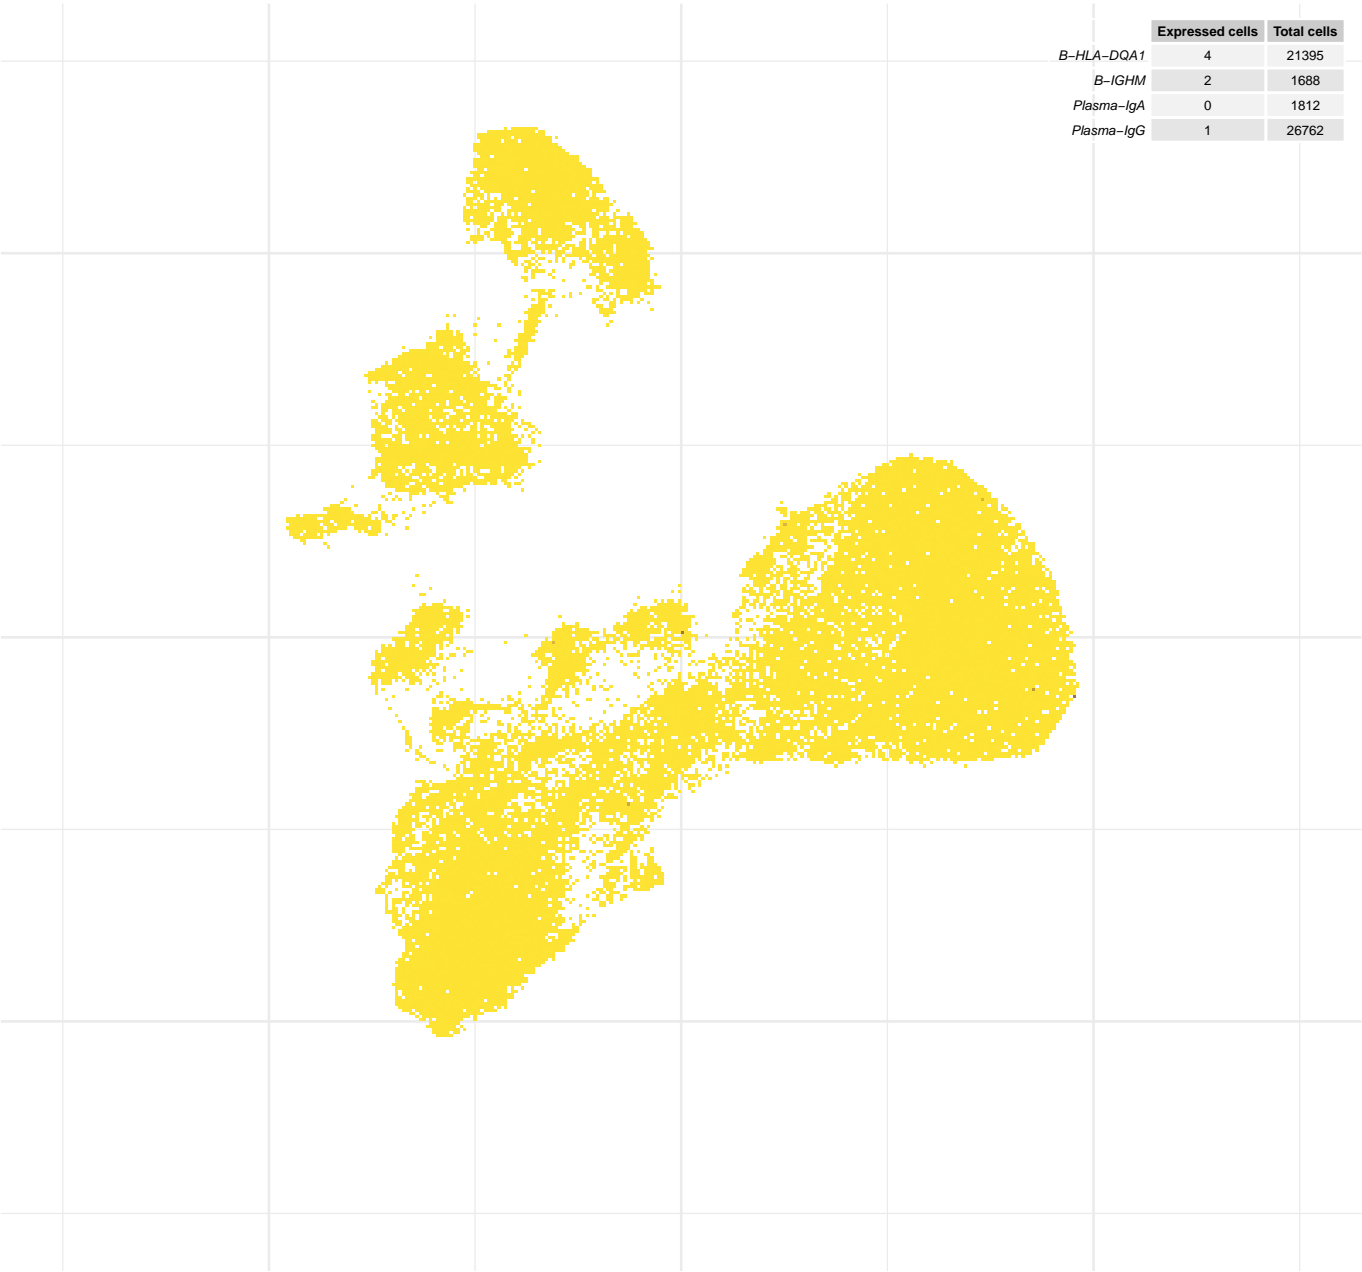 Expressed cells Total cells
B−HLA−DQA1 4 21395
B−IGHM 2 1688
Plasma−IgA 0 1812
Plasma−IgG 1 26762